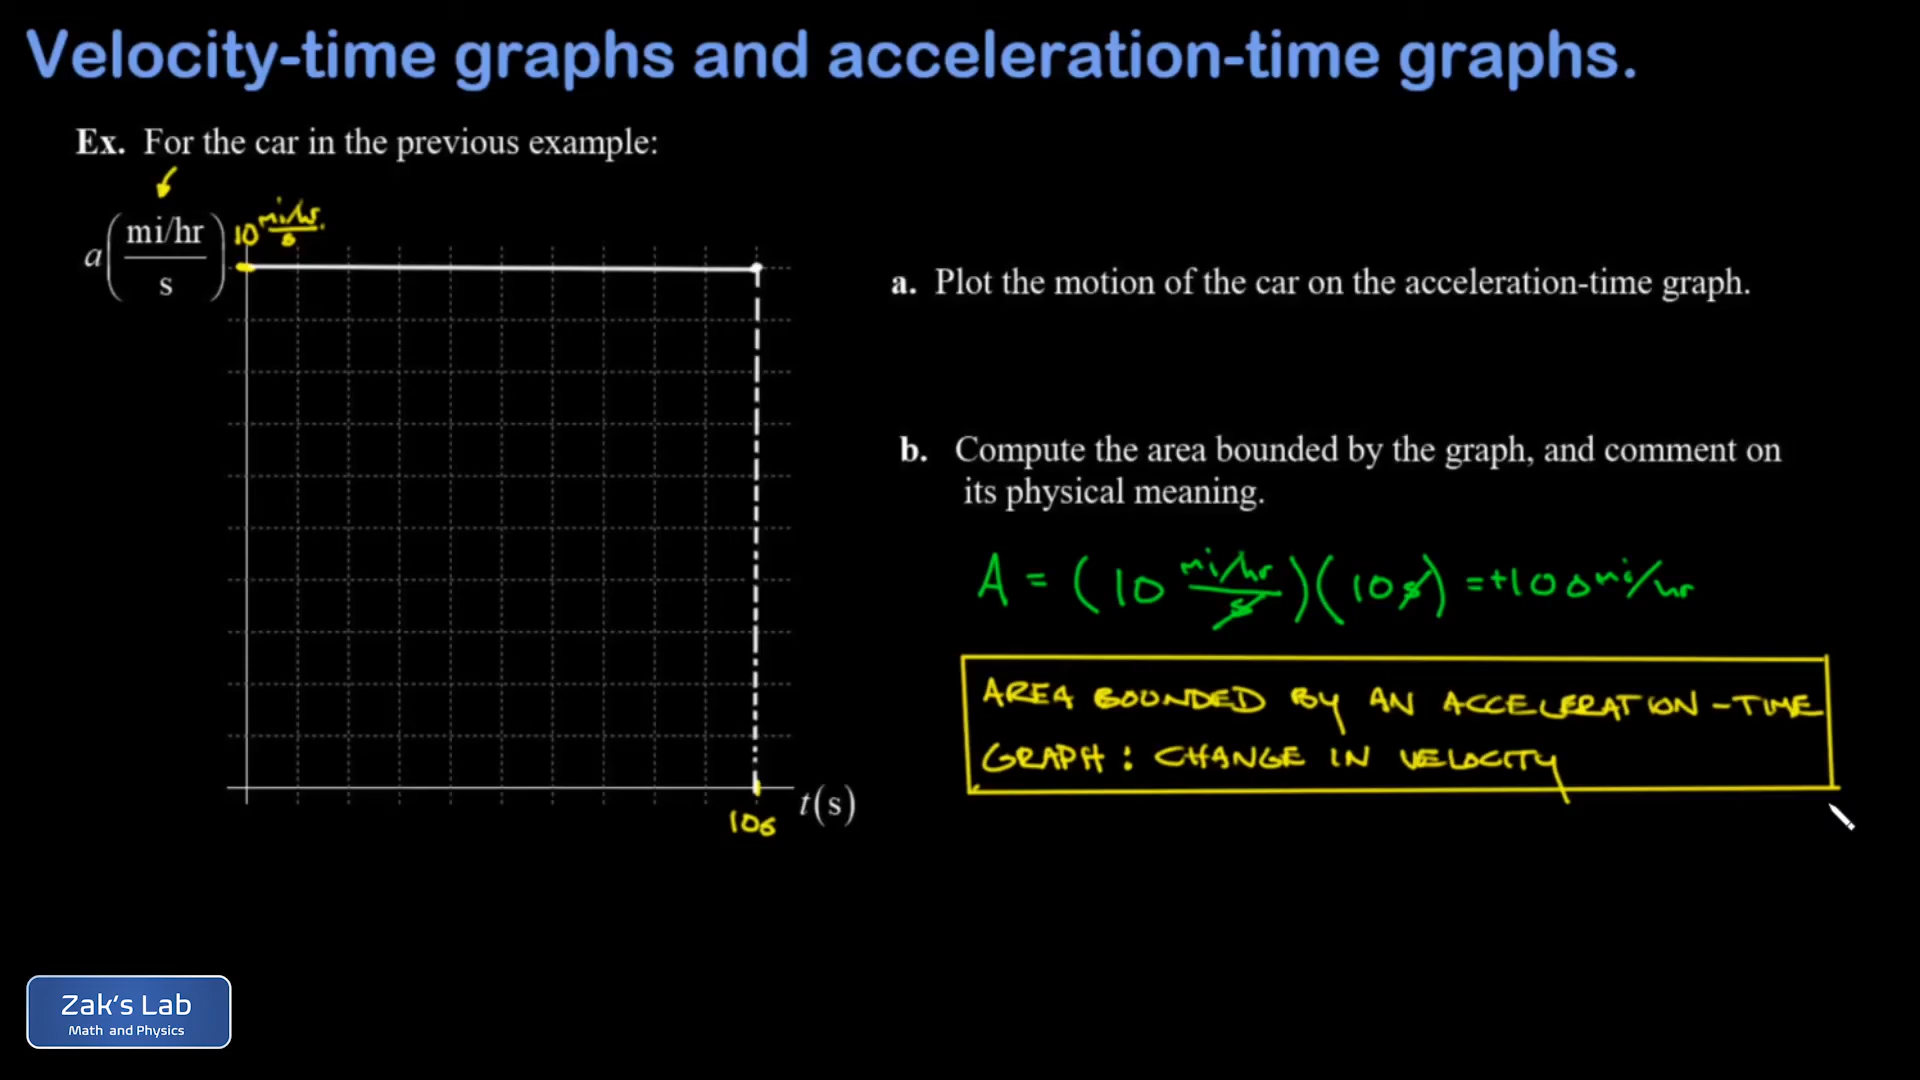 Velocity-time graphs and acceleration-time graphs.
Ex. For the car in the previous example:
a(mi/hr / s)
10 mi/hr. / s
a. Plot the motion of the car on the acceleration-time graph.
b. Compute the area bounded by the graph, and comment on
its physical meaning.
A = (10 mi/hr / s)(10s) = +100 mi/hr
AREA BOUNDED BY AN ACCELERATION-TIME
GRAPH: CHANGE IN VELOCITY
t(s)
10s
Zak's Lab
Math and Physics